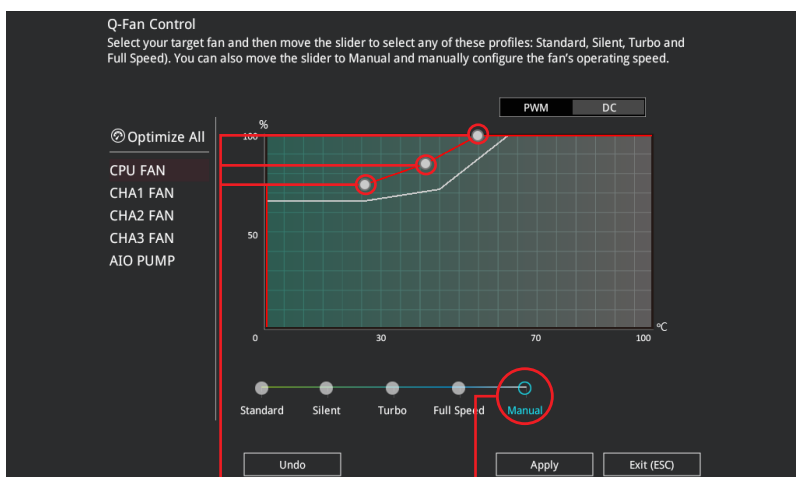 Q-Fan Control
Select your target fan and then move the slider to select any of these profiles: Standard, Silent, Turbo and
Full Speed). You can also move the slider to Manual and manually configure the fan's operating speed.
PWM DC
%
Optimize All
100
CPU FAN
CHA1 FAN
CHA2 FAN
CHA3 FAN
AIO PUMP
50
°C
0 30 70 100
Standard Silent Turbo Full Speed Manual
Undo Apply Exit (ESC)